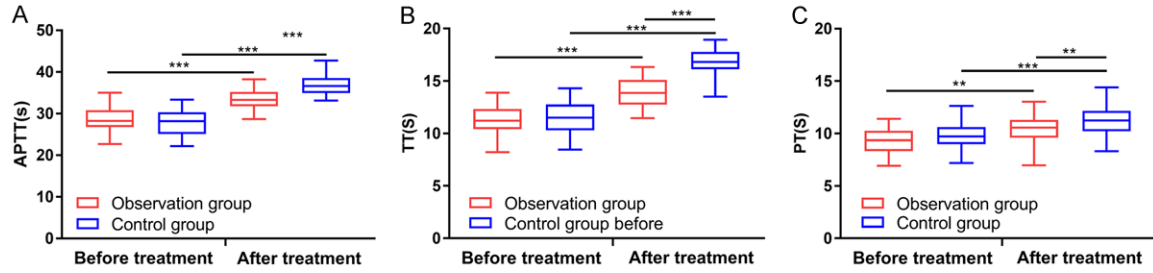 A
***
***
***
50
40
30
20
10
0
APTT(s)
Observation group
Control group
Before treatment After treatment
B
***
***
***
20
15
10
5
0
TT(S)
Observation group
Control group before
Before treatment After treatment
C
**
***
**
20
15
10
5
0
PT(S)
Observation group
Control group
Before treatment After treatment